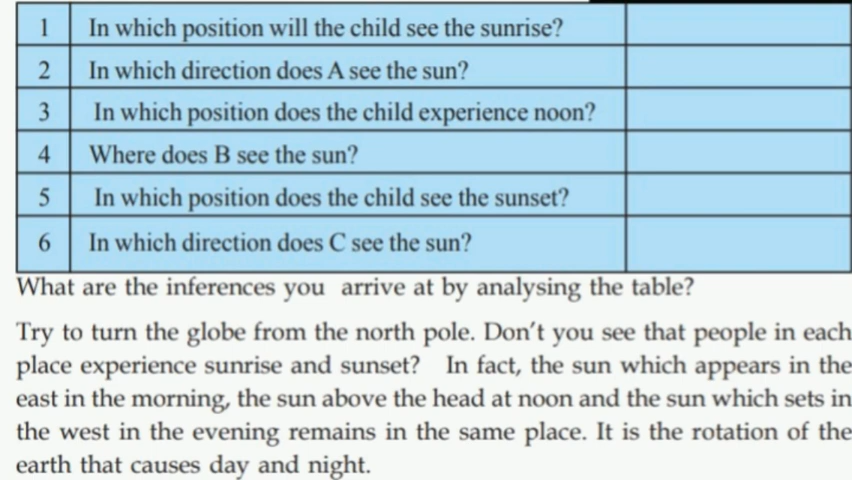 1 In which position will the child see the sunrise?
2 In which direction does A see the sun?
3 In which position does the child experience noon?
4 Where does B see the sun?
5 In which position does the child see the sunset?
6 In which direction does C see the sun?
What are the inferences you arrive at by analysing the table?
Try to turn the globe from the north pole. Don't you see that people in each
place experience sunrise and sunset? In fact, the sun which appears in the
east in the morning, the sun above the head at noon and the sun which sets in
the west in the evening remains in the same place. It is the rotation of the
earth that causes day and night.